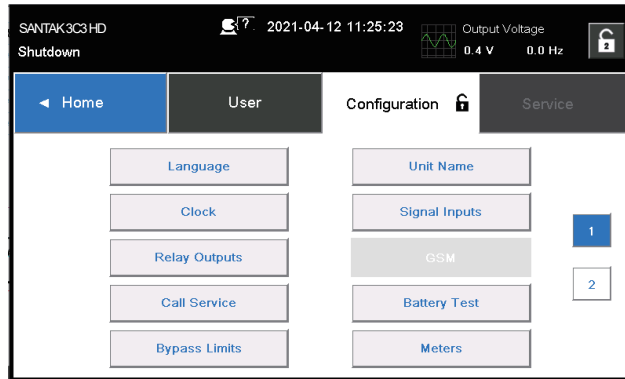 SANTAK 3C3 HD
?
2021-04-12 11:25:23
Output Voltage
Shutdown
0.4 V 0.0 Hz
2
◄ Home
User
Configuration
Service
Language
Unit Name
Clock
Signal Inputs
1
Relay Outputs
GSM
2
Call Service
Battery Test
Bypass Limits
Meters